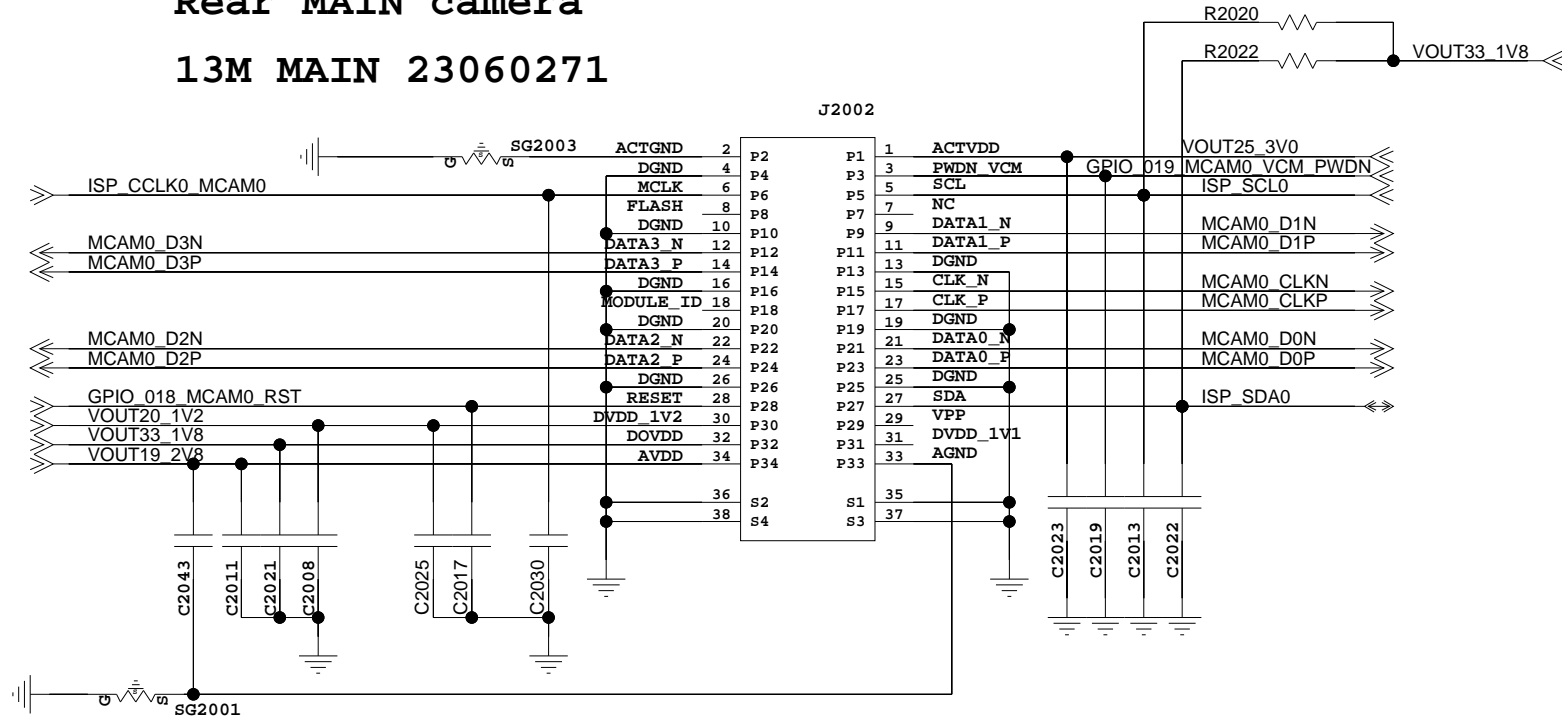 Rear MAIN camera
13M MAIN 23060271
R2020
R2022
VOUT33_1V8
J2002
SG2003
G
S
S
ACTGND 2 P2 P1 1 ACTVDD VOUT25_3V0
DGND 4 P4 P3 3 PWDN_VCM GPIO_019_MCAM0_VCM_PWDN
ISP_CCLK0_MCAM0 MCLK 6 P6 P5 5 SCL ISP_SCL0
FLASH 8 P8 P7 7 NC
DGND 10 P10 P9 9 DATA1_N MCAM0_D1N
MCAM0_D3N DATA3_N 12 P12 P11 11 DATA1_P MCAM0_D1P
MCAM0_D3P DATA3_P 14 P14 P13 13 DGND
DGND 16 P16 P15 15 CLK_N MCAM0_CLKN
MODULE_ID 18 P18 P17 17 CLK_P MCAM0_CLKP
DGND 20 P20 P19 19 DGND
MCAM0_D2N DATA2_N 22 P22 P21 21 DATA0_N MCAM0_D0N
MCAM0_D2P DATA2_P 24 P24 P23 23 DATA0_P MCAM0_D0P
DGND 26 P26 P25 25 DGND
GPIO_018_MCAM0_RST RESET 28 P28 P27 27 SDA ISP_SDA0
VOUT20_1V2 DVDD_1V2 30 P30 P29 29 VPP
VOUT33_1V8 DOVDD 32 P32 P31 31 DVDD_1V1
VOUT19_2V8 AVDD 34 P34 P33 33 AGND
36 S2 S1 35
38 S4 S3 37
C2043
C2011
C2021
C2008
C2025
C2017
C2030
C2023
C2019
C2013
C2022
G
S
S
SG2001